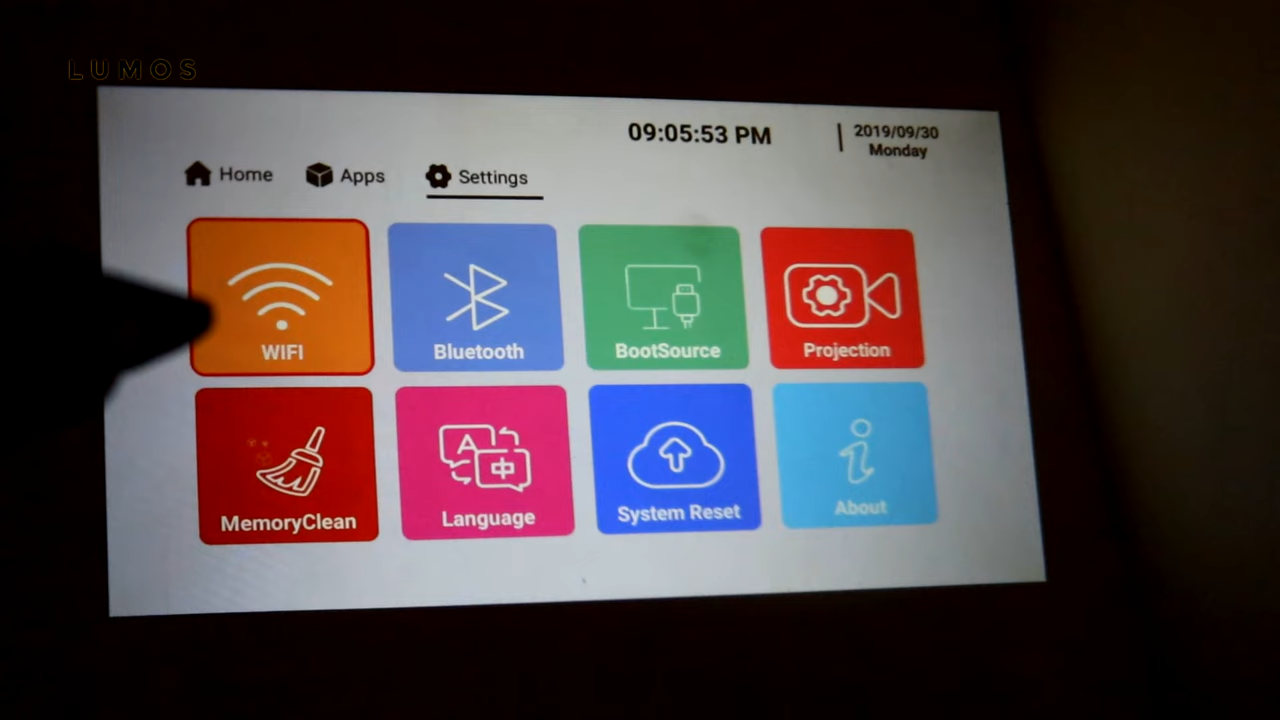 LUMOS
09:05:53 PM
2019/09/30
Monday
Home
Apps
Settings
WIFI
Bluetooth
BootSource
Projection
A
中
MemoryClean
Language
System Reset
About